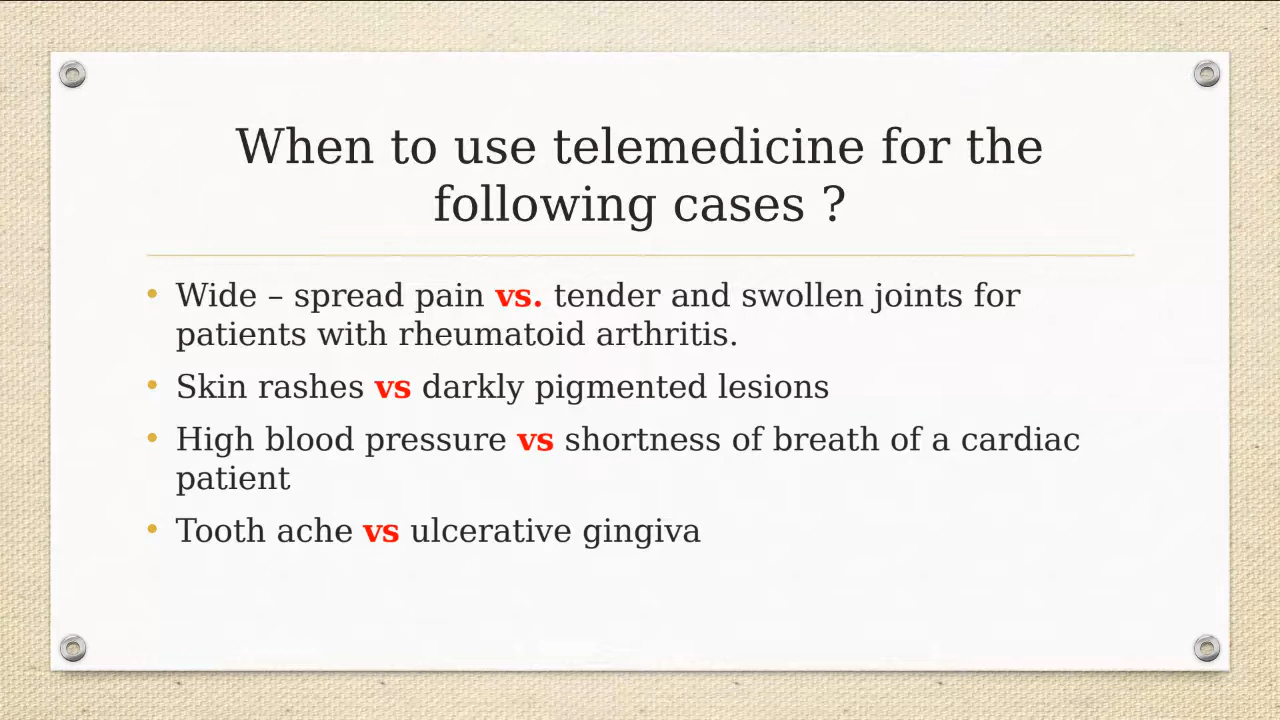 When to use telemedicine for the
following cases ?
• Wide – spread pain vs. tender and swollen joints for
patients with rheumatoid arthritis.
• Skin rashes vs darkly pigmented lesions
• High blood pressure vs shortness of breath of a cardiac
patient
• Tooth ache vs ulcerative gingiva